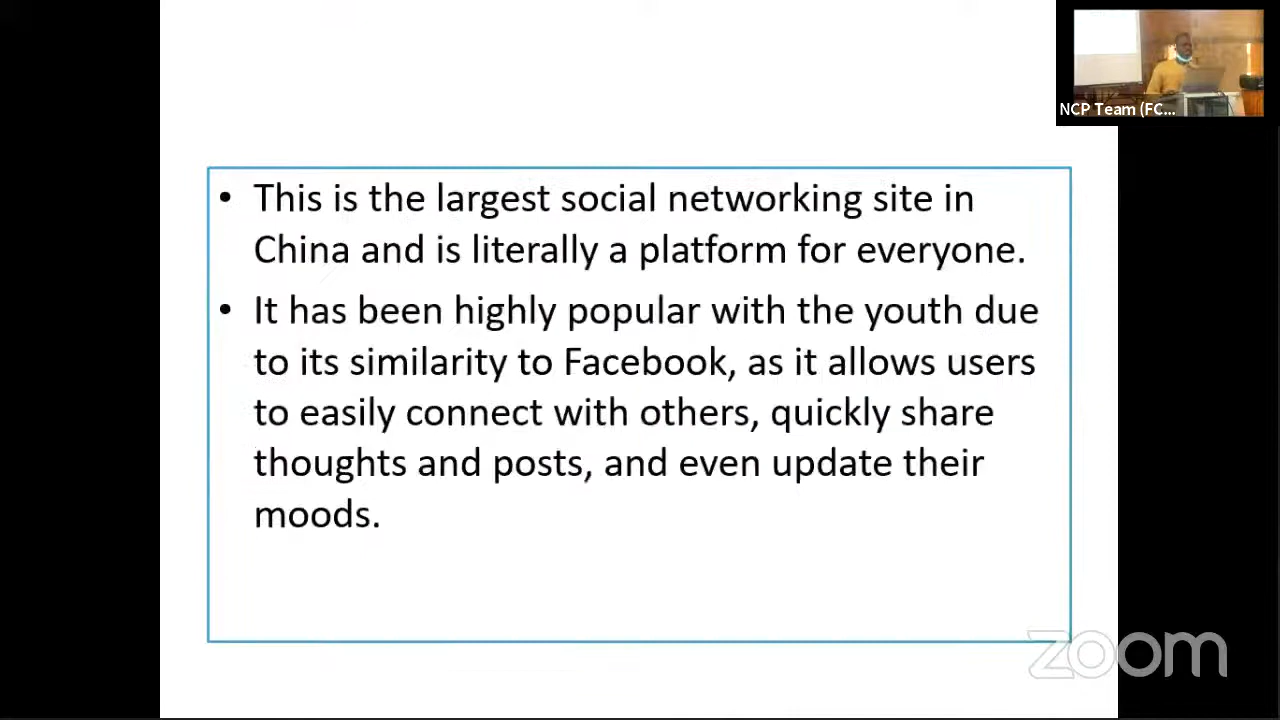 NCP Team (FC...
• This is the largest social networking site in
China and is literally a platform for everyone.
• It has been highly popular with the youth due
to its similarity to Facebook, as it allows users
to easily connect with others, quickly share
thoughts and posts, and even update their
moods.
zoom